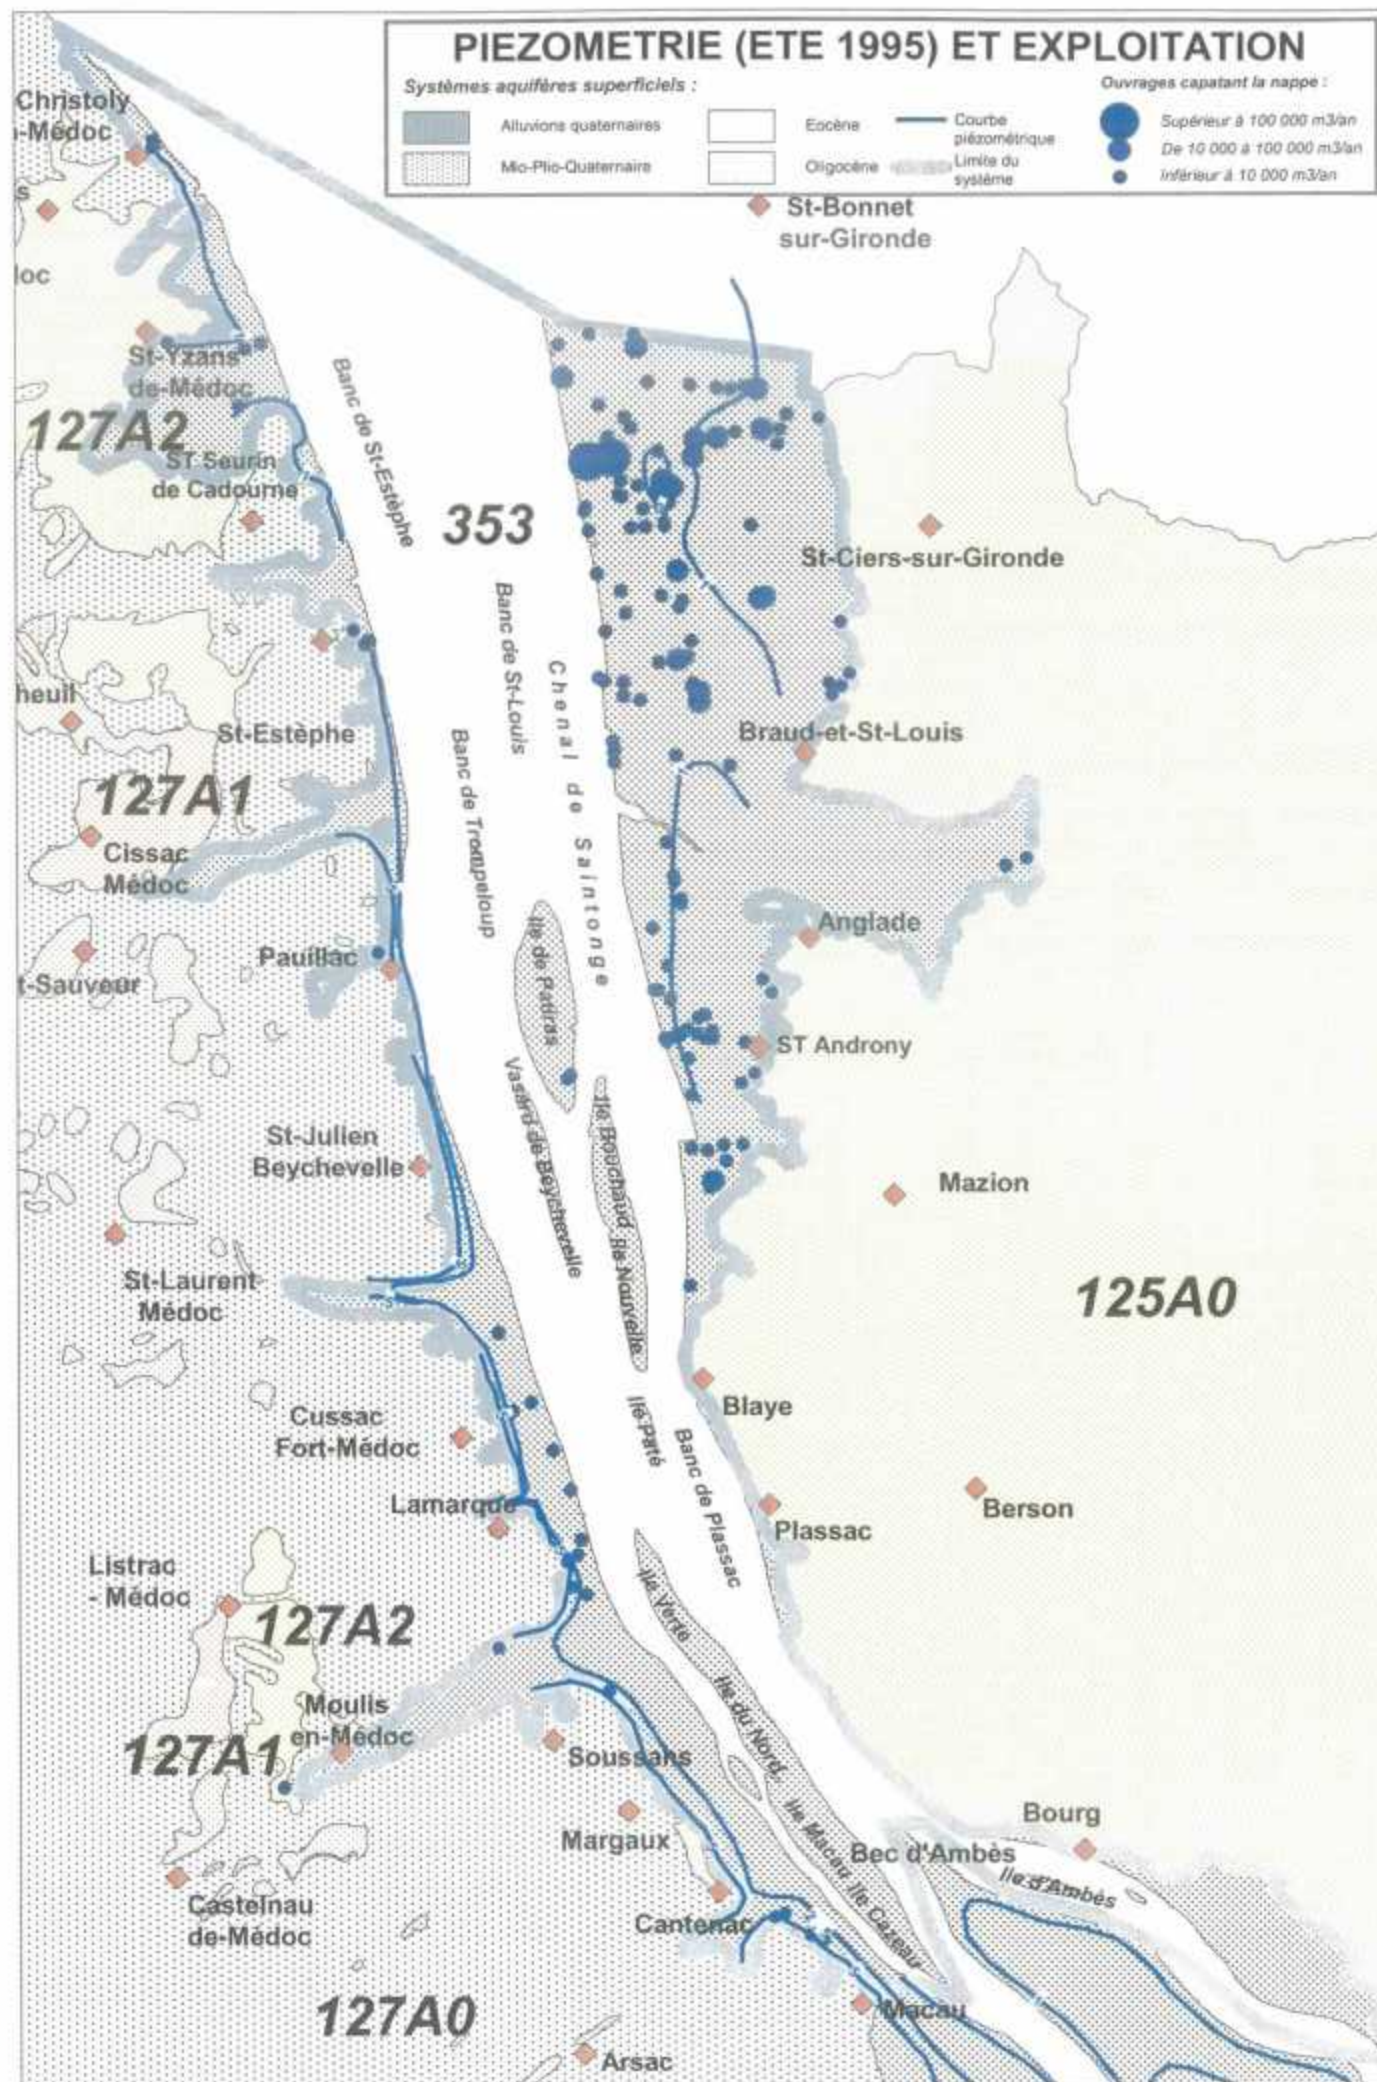 PIEZOMETRIE (ETE 1995) ET EXPLOITATION
Systèmes aquifères superficiels :
Ouvrages capatant la nappe :
Alluvions quaternaires
Eocène
Courbe
piézométrique
Supérieur à 100 000 m3/an
De 10 000 à 100 000 m3/an
Mio-Plio-Quaternaire
Oligocène
Limite du
système
Inférieur à 10 000 m3/an
Christoly
-Médoc
s
St-Bonnet
sur-Gironde
loc
St-Yzans
de-Médoc
Banc de St-Estèphe
127A2
ST Seurin
de Cadourne
353
St-Ciers-sur-Gironde
Banc de St-Louis
Chenal de Saintonge
heuil
St-Estèphe
Banc de Trompeloup
Braud-et-St-Louis
127A1
Cissac
Médoc
Anglade
Ile de Patiras
Pauillac
t-Sauveur
ST Androny
Vasard de Beychevelle
Ile Bouchaud
St-Julien
Beychevelle
Mazion
Ile Nouvelle
St-Laurent
Médoc
125A0
Blaye
Ile Paté
Cussac
Fort-Médoc
Banc de Plassac
Lamarque
Berson
Plassac
Listrac
- Médoc
Ile Verte
127A2
Ile du Nord
Moulis
en-Médoc
127A1
Soussans
Ile Macau
Bourg
Margaux
Bec d'Ambès
Ile d'Ambès
Ile Cazeau
Castelnau
de-Médoc
Cantenac
127A0
Macau
Arsac